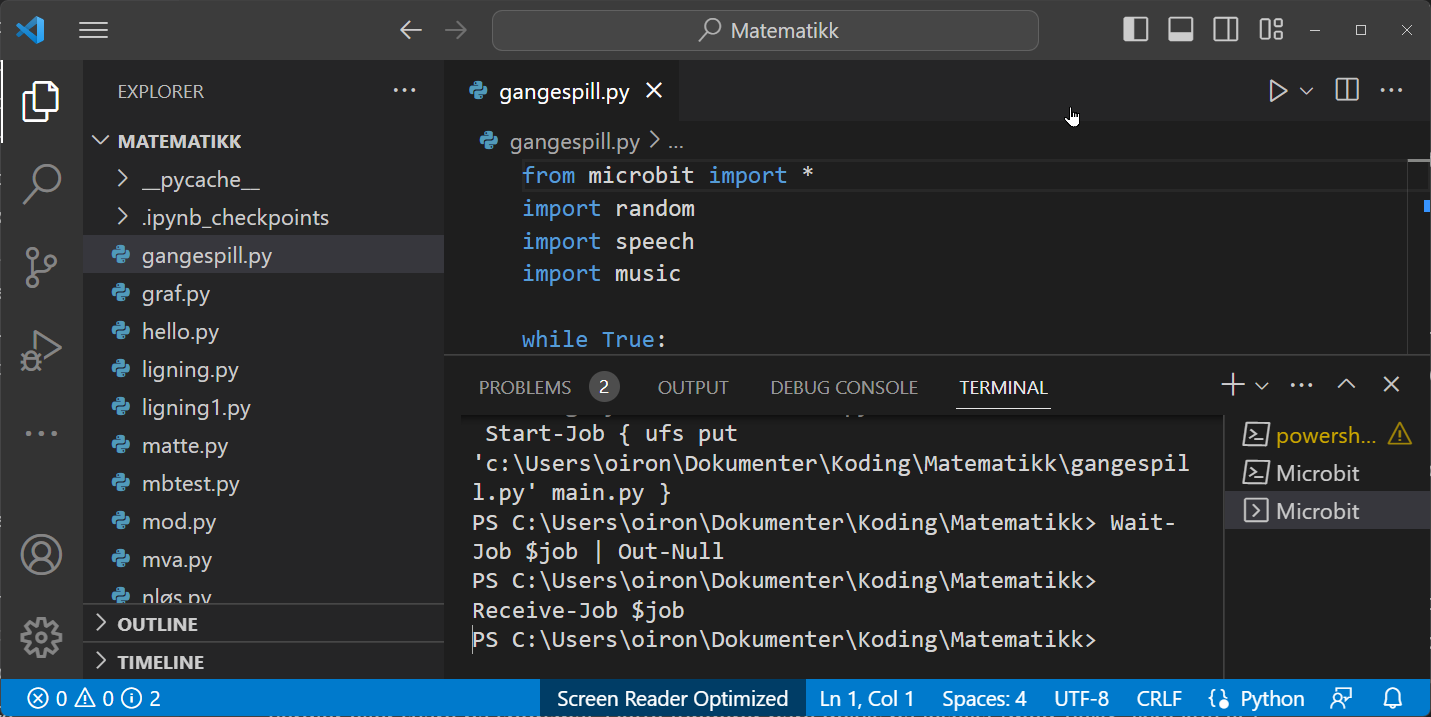 Matematikk
EXPLORER
MATEMATIKK
__pycache__
.ipynb_checkpoints
gangespill.py
graf.py
hello.py
ligning.py
ligning1.py
matte.py
mbtest.py
mod.py
mva.py
nløs.py
OUTLINE
TIMELINE
gangespill.py
gangespill.py > ...
from microbit import *
import random
import speech
import music
while True:
PROBLEMS 2 OUTPUT DEBUG CONSOLE TERMINAL
Start-Job { ufs put
'c:\Users\oiron\Dokumenter\Koding\Matematikk\gangespil
l.py' main.py }
PS C:\Users\oiron\Dokumenter\Koding\Matematikk> Wait-
Job $job | Out-Null
PS C:\Users\oiron\Dokumenter\Koding\Matematikk>
Receive-Job $job
PS C:\Users\oiron\Dokumenter\Koding\Matematikk>
powersh...
Microbit
Microbit
0 0 2 Screen Reader Optimized Ln 1, Col 1 Spaces: 4 UTF-8 CRLF Python